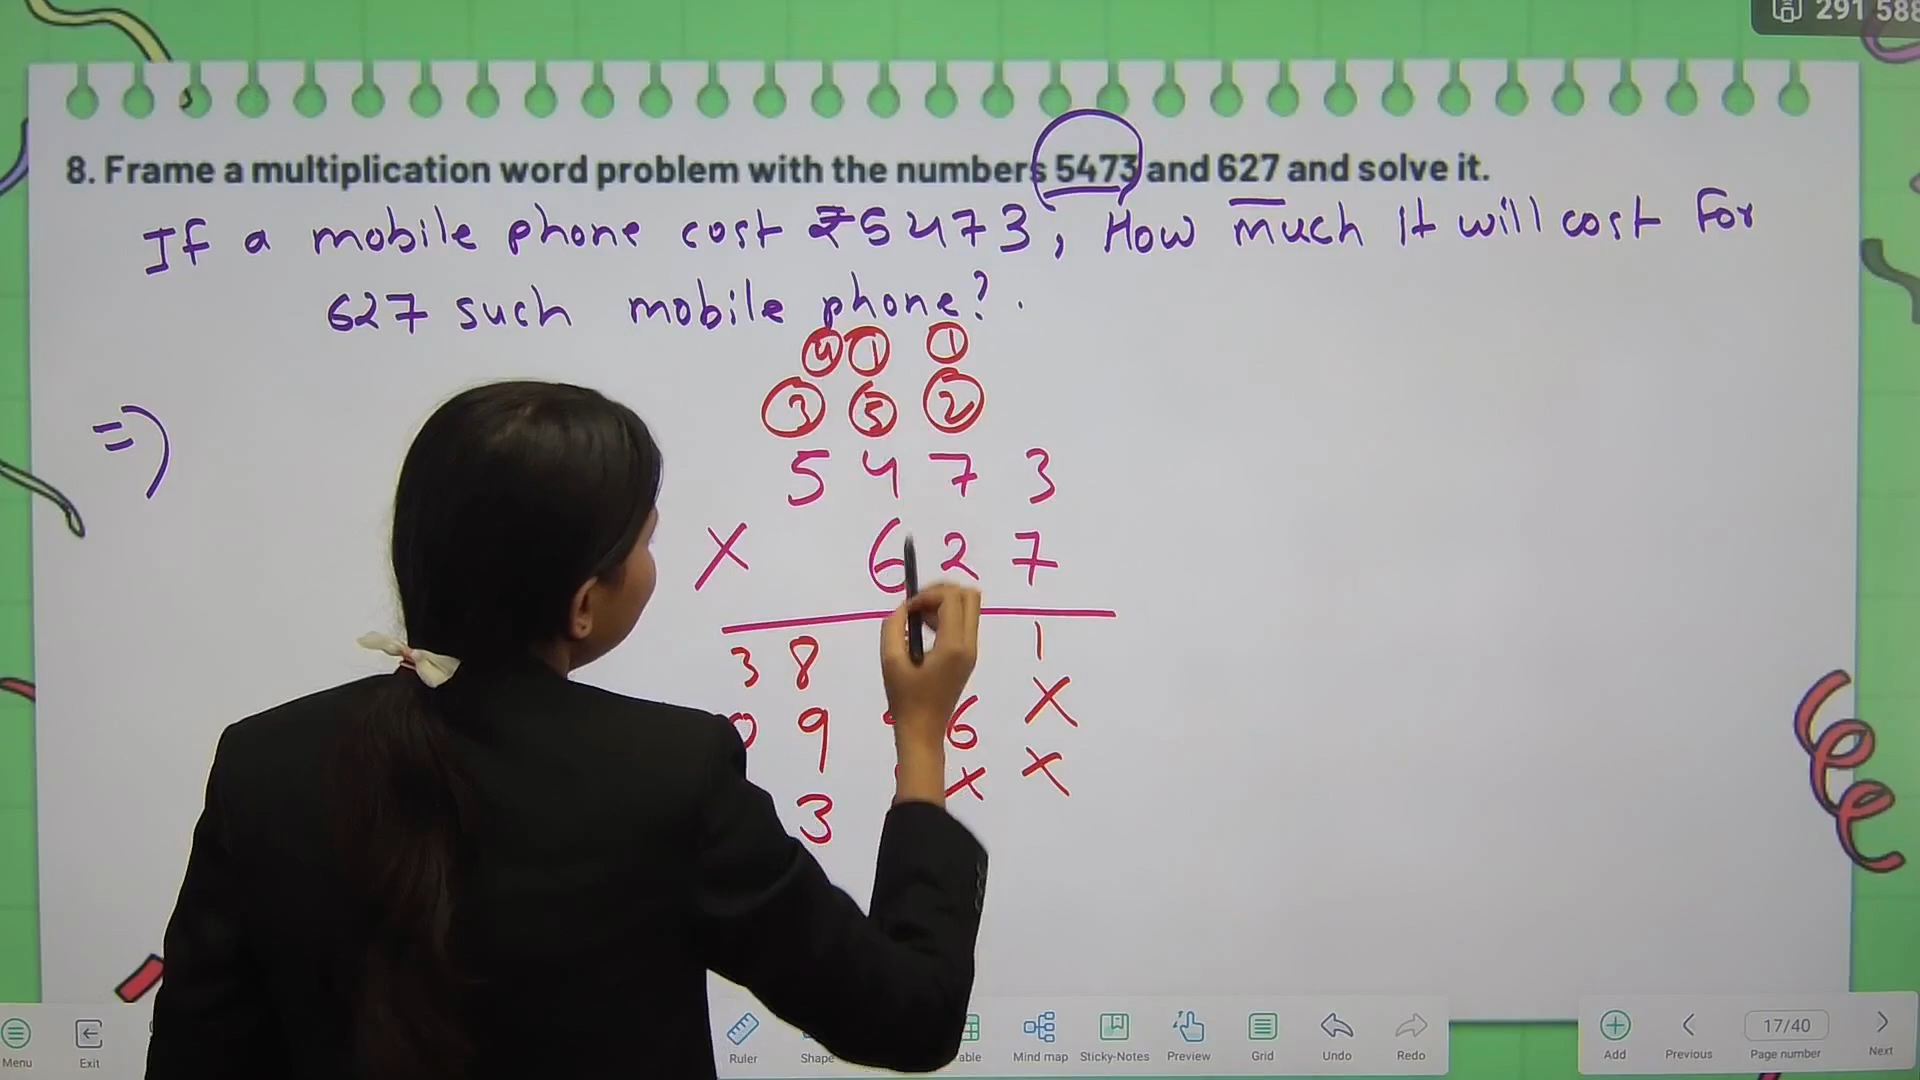 291 588
8. Frame a multiplication word problem with the numbers 5473 and 627 and solve it.
If a mobile phone cost ₹5473, How much it will cost for
627 such mobile phone?.
4 1 1
3 5 2
=)
5 4 7 3
X 6 2 7
3 8 1
0 9 6 X
3 X X
Menu Exit Ruler Shape able Mind map Sticky-Notes Preview Grid Undo Redo Add Previous 17/40 Page number Next